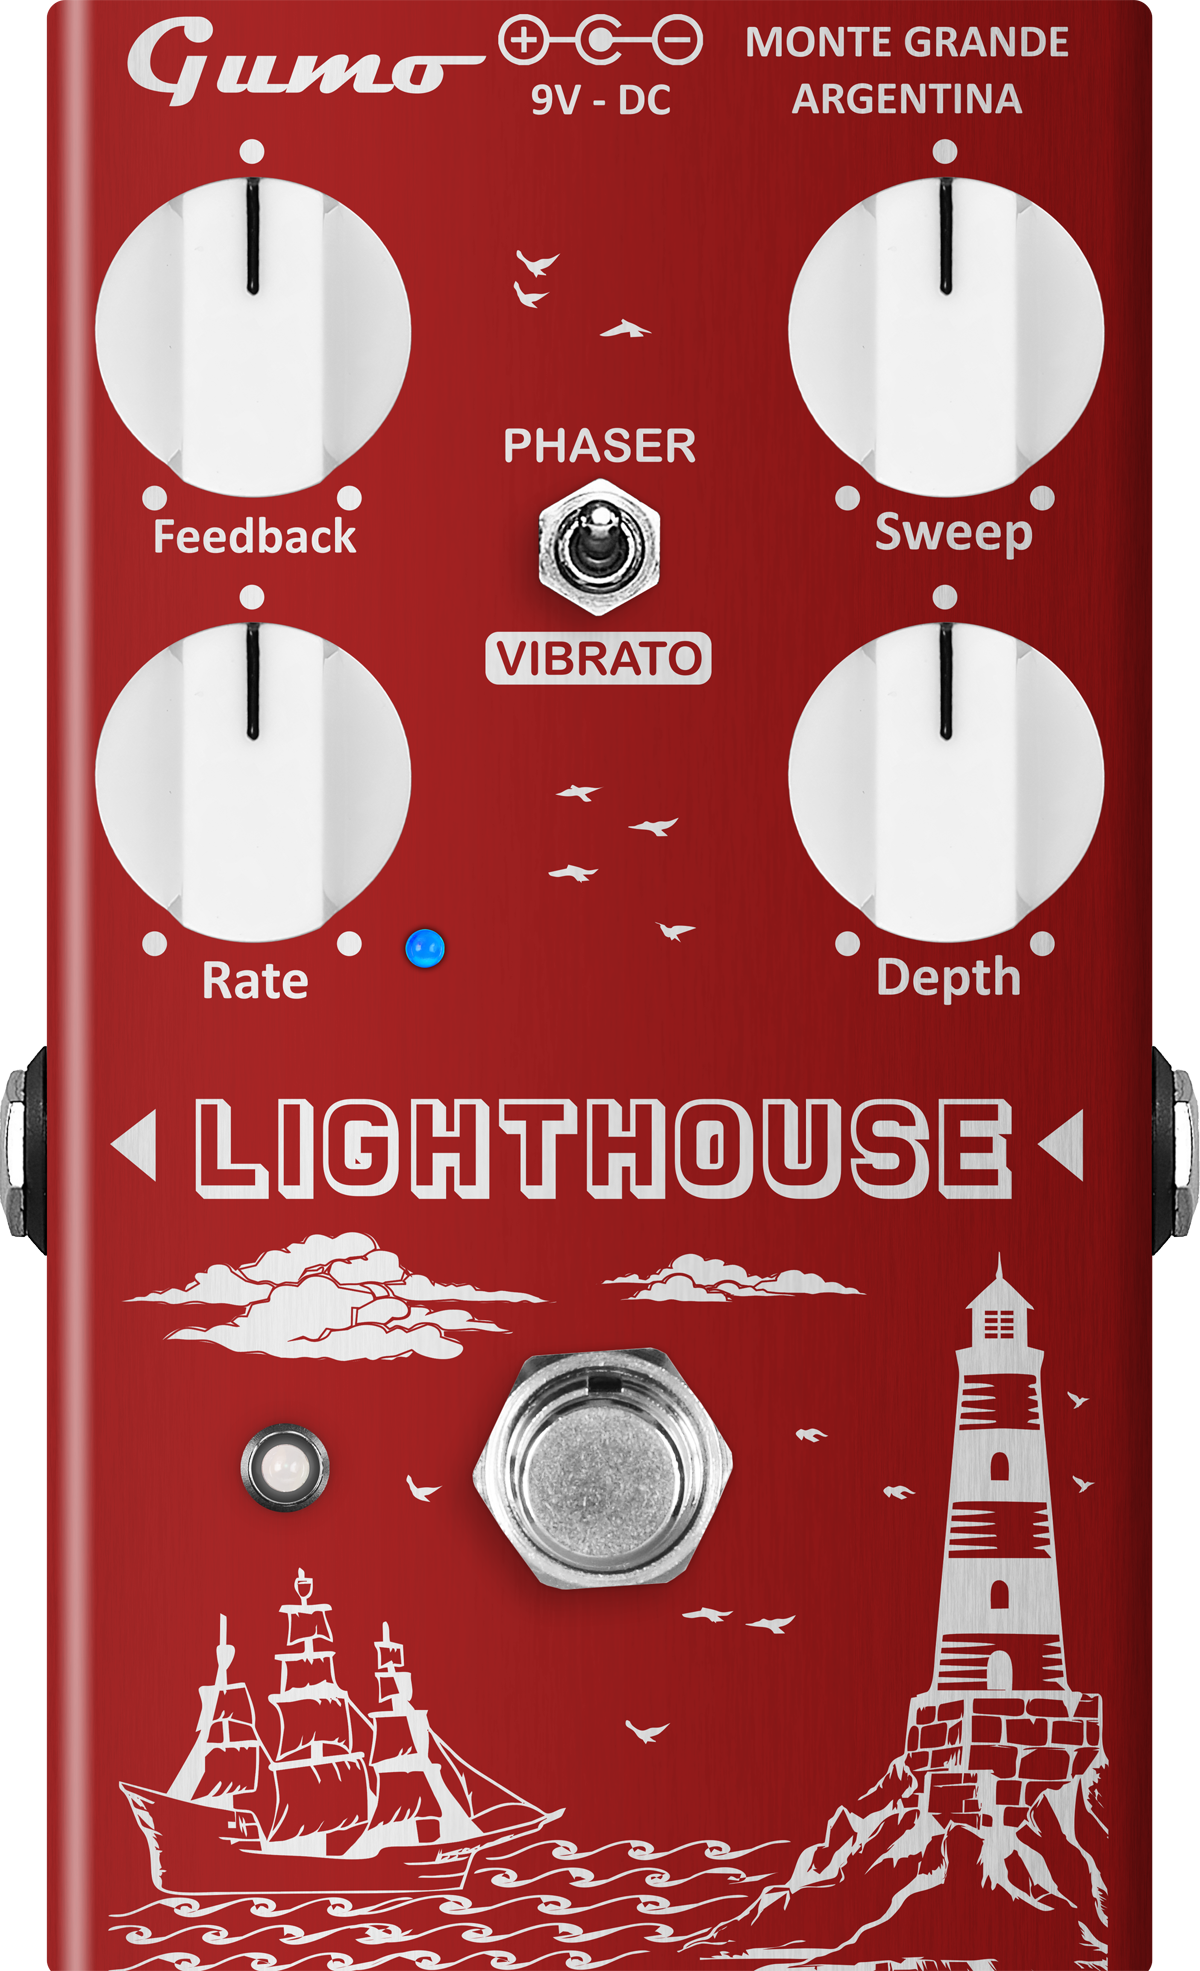 Gumo
9V - DC
MONTE GRANDE
ARGENTINA
PHASER
Feedback
Sweep
VIBRATO
Rate
Depth
LIGHTHOUSE